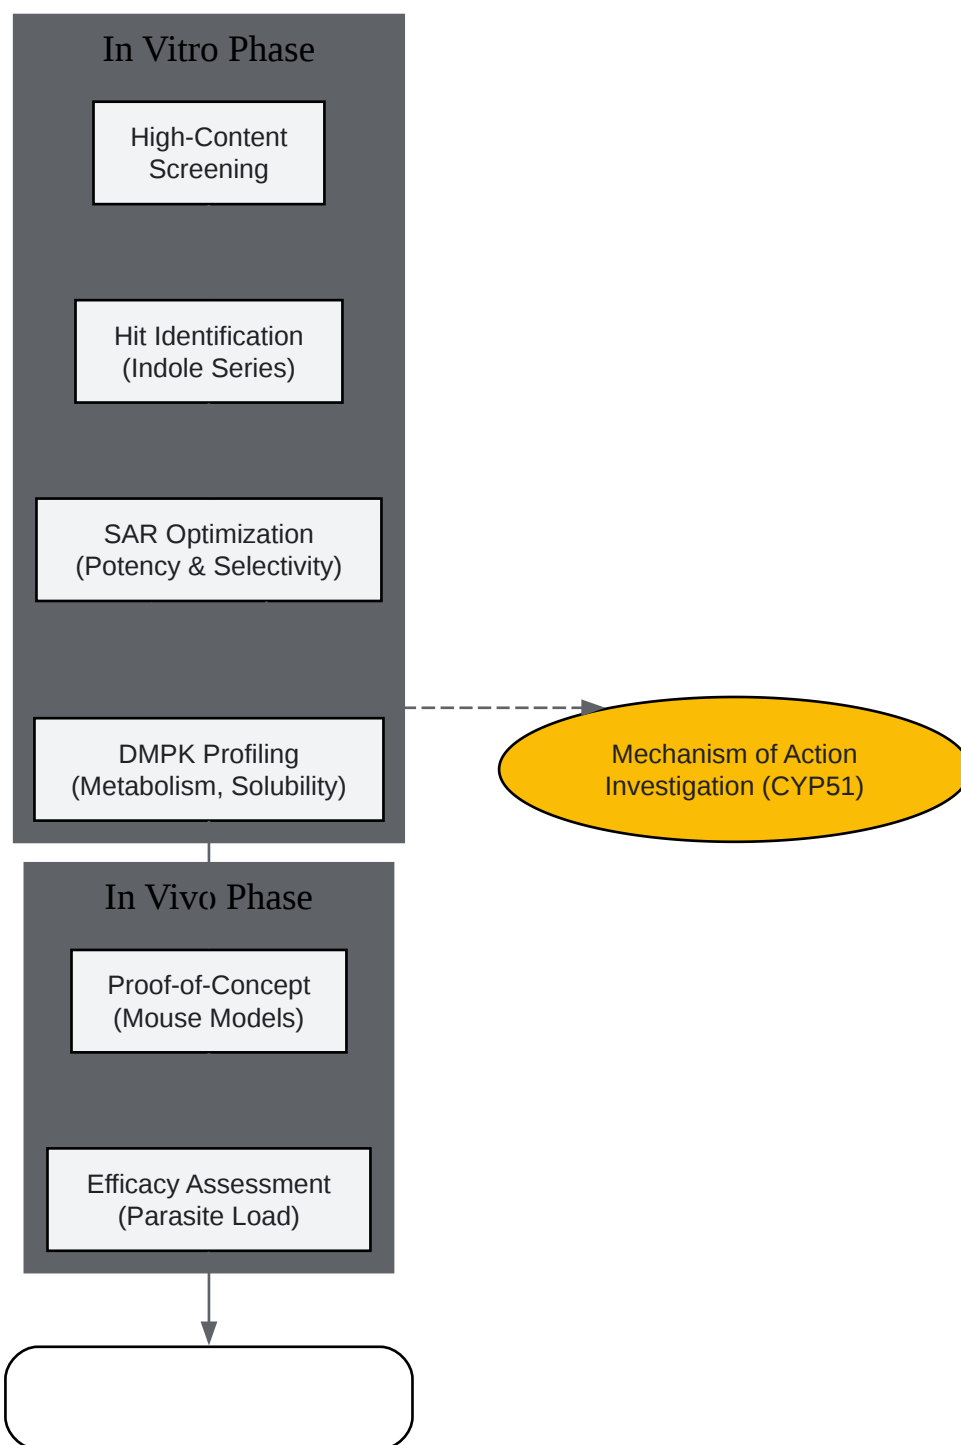 In Vitro Phase
High-Content
Screening
Hit Identification
(Indole Series)
SAR Optimization
(Potency & Selectivity)
DMPK Profiling
(Metabolism, Solubility)
Mechanism of Action
Investigation (CYP51)
In Vivo Phase
Proof-of-Concept
(Mouse Models)
Efficacy Assessment
(Parasite Load)